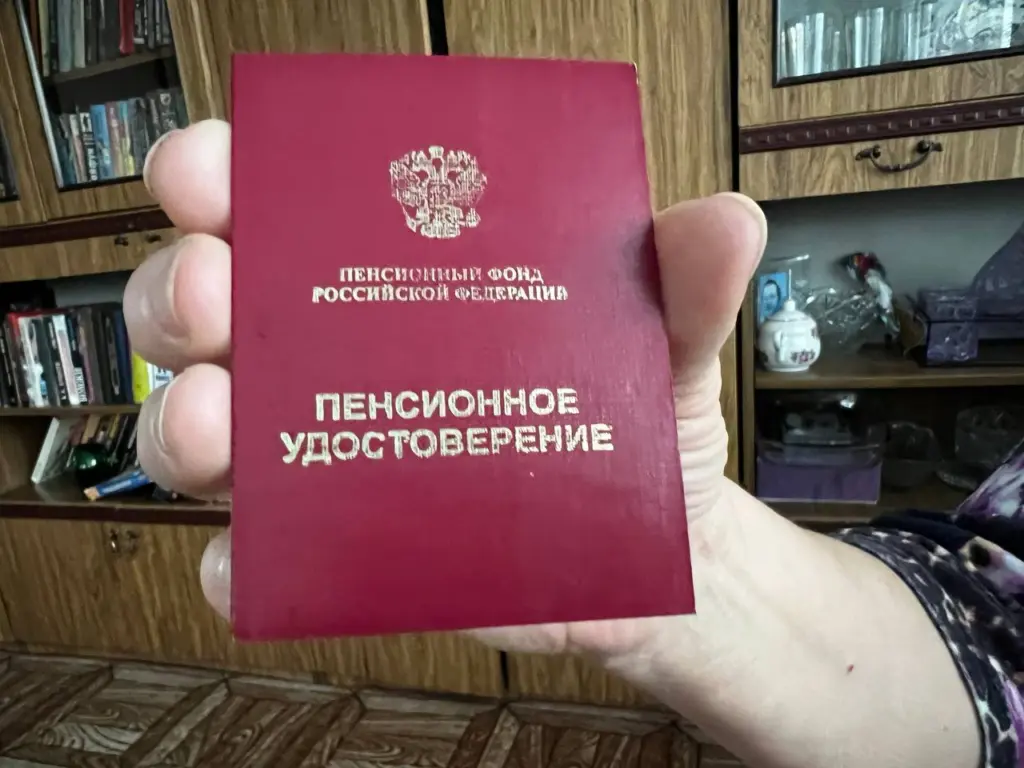 ПЕНСИОННЫЙ ФОНД
РОССИЙСКОЙ ФЕДЕРАЦИИ
ПЕНСИОННОЕ
УДОСТОВЕРЕНИЕ